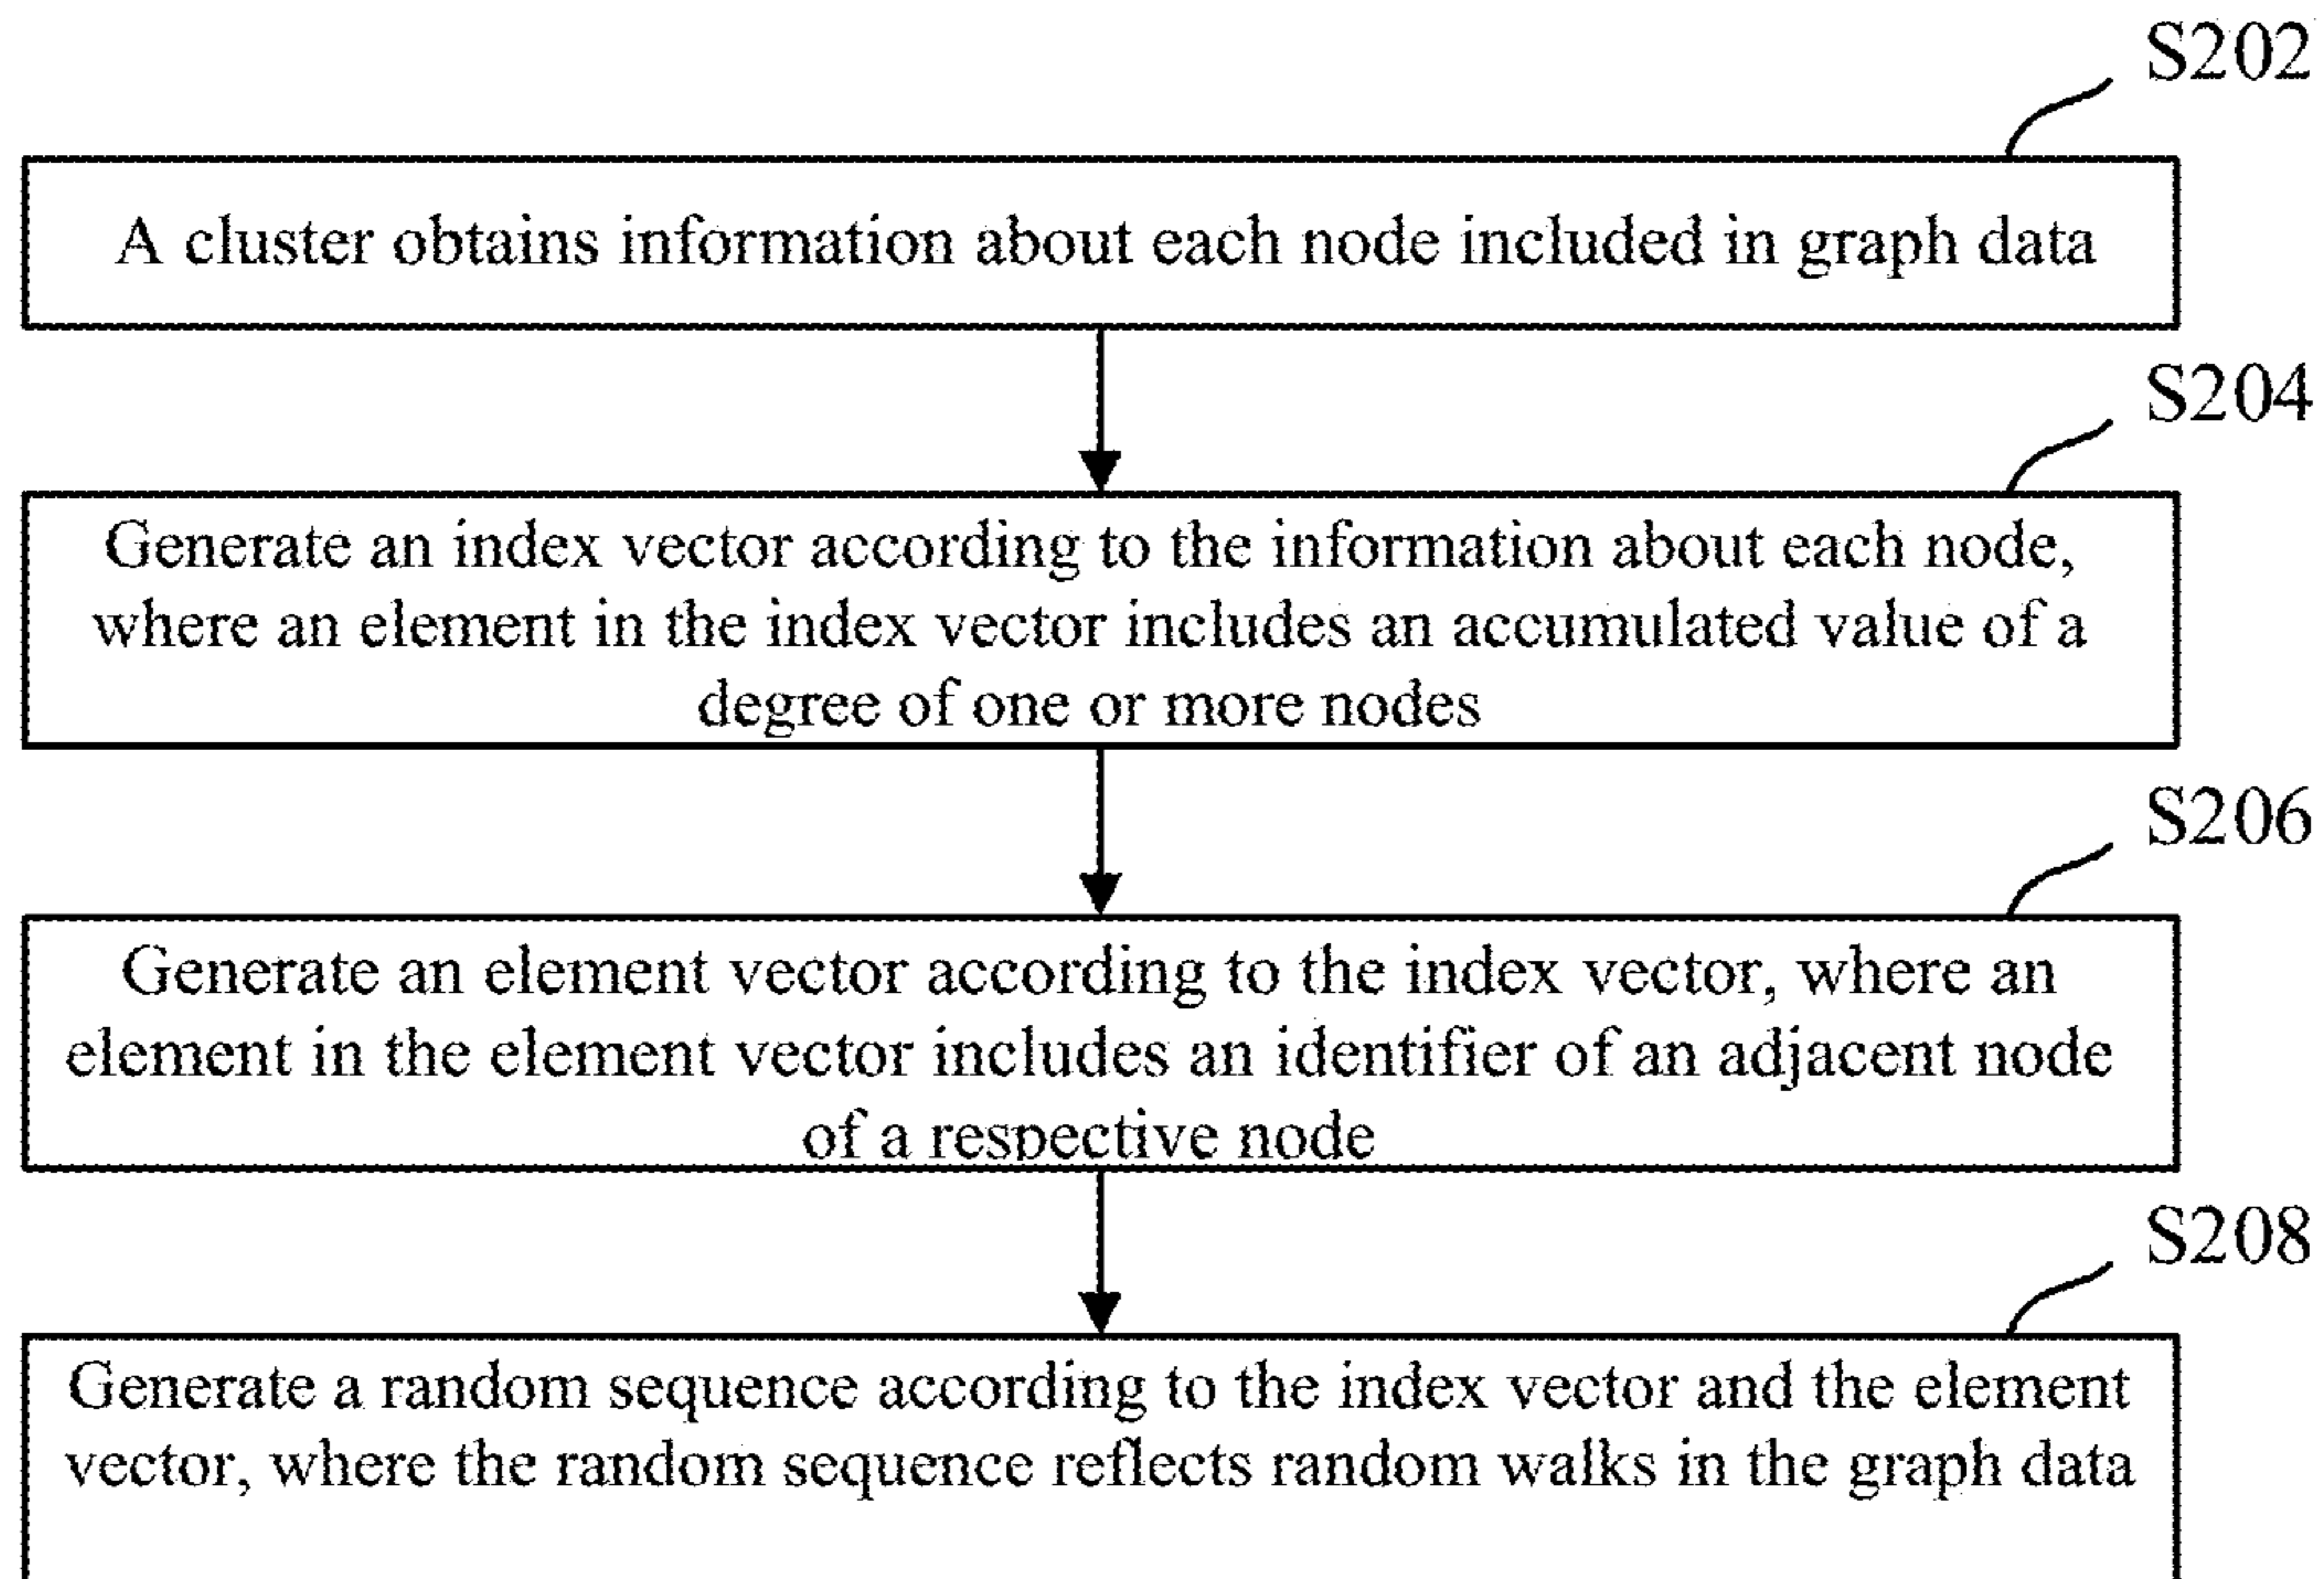 S202
A cluster obtains information about each node included in graph data
S204
Generate an index vector according to the information about each node,
where an element in the index vector includes an accumulated value of a
degree of one or more nodes
S206
Generate an element vector according to the index vector, where an
element in the element vector includes an identifier of an adjacent node
of a respective node
S208
Generate a random sequence according to the index vector and the element
vector, where the random sequence reflects random walks in the graph data